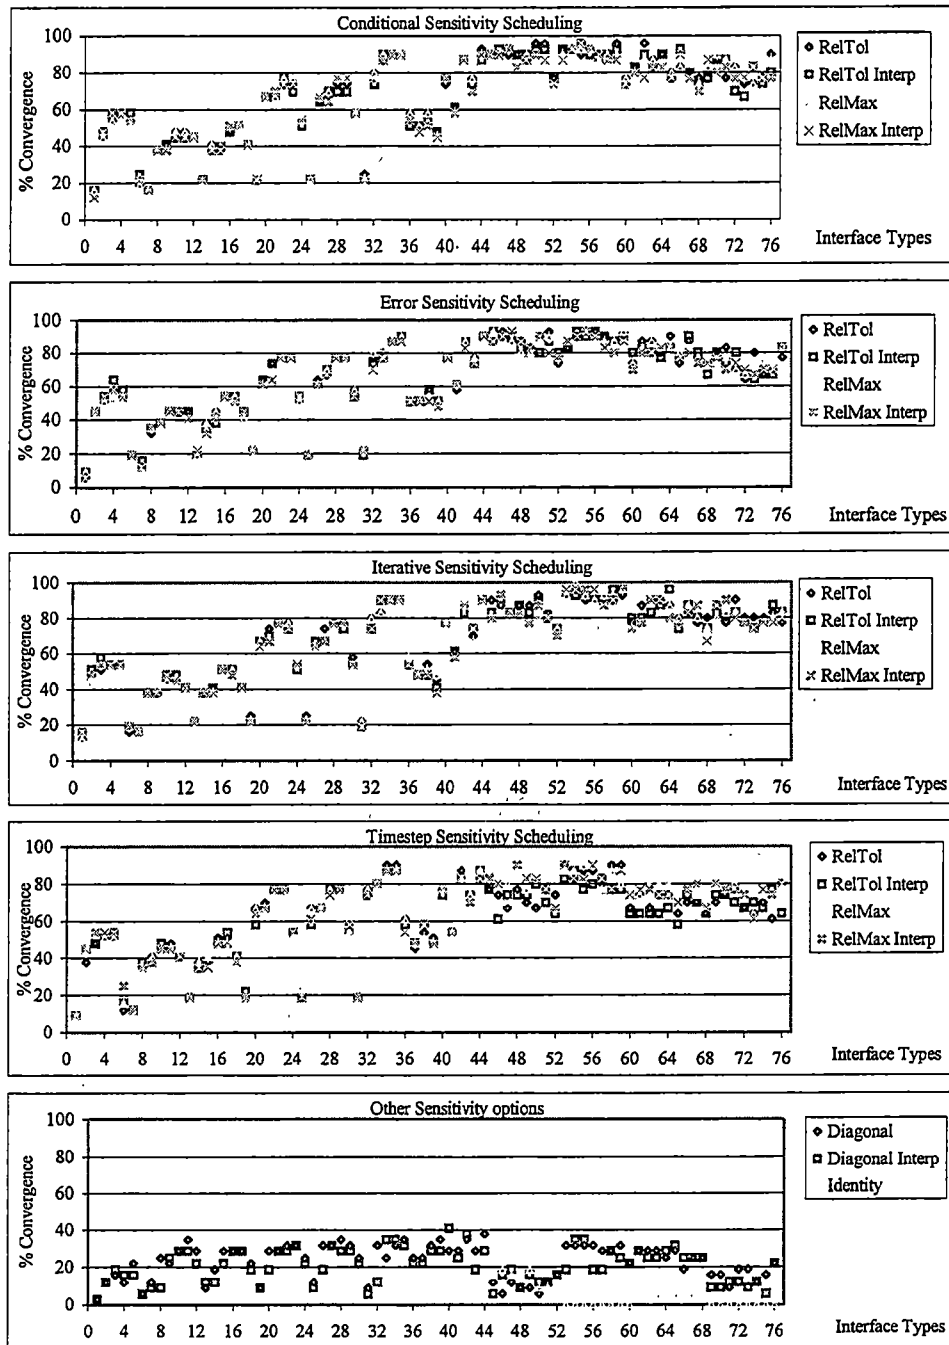 Conditional Sensitivity Scheduling
% Convergence
100
80
60
40
20
0
0 4 8 12 16 20 24 28 32 36 40 44 48 52 56 60 64 68 72 76
Interface Types
RelTol
RelTol Interp
RelMax
RelMax Interp
Error Sensitivity Scheduling
% Convergence
100
80
60
40
20
0
0 4 8 12 16 20 24 28 32 36 40 44 48 52 56 60 64 68 72 76
Interface Types
RelTol
RelTol Interp
RelMax
RelMax Interp
Iterative Sensitivity Scheduling
% Convergence
100
80
60
40
20
0
0 4 8 12 16 20 24 28 32 36 40 44 48 52 56 60 64 68 72 76
Interface Types
RelTol
RelTol Interp
RelMax
RelMax Interp
Timestep Sensitivity Scheduling
% Convergence
100
80
60
40
20
0
0 4 8 12 16 20 24 28 32 36 40 44 48 52 56 60 64 68 72 76
Interface Types
RelTol
RelTol Interp
RelMax
RelMax Interp
Other Sensitivity options
% Convergence
100
80
60
40
20
0
0 4 8 12 16 20 24 28 32 36 40 44 48 52 56 60 64 68 72 76
Interface Types
Diagonal
Diagonal Interp
Identity